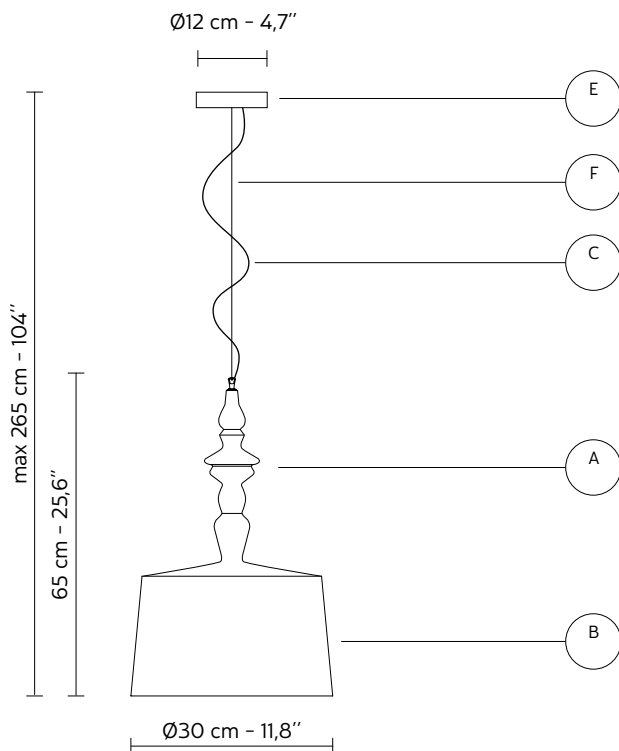 Ø12 cm - 4,7’’
E
F
C
max 265 cm - 104’’
65 cm - 25,6’’
A
B
Ø30 cm - 11,8’’